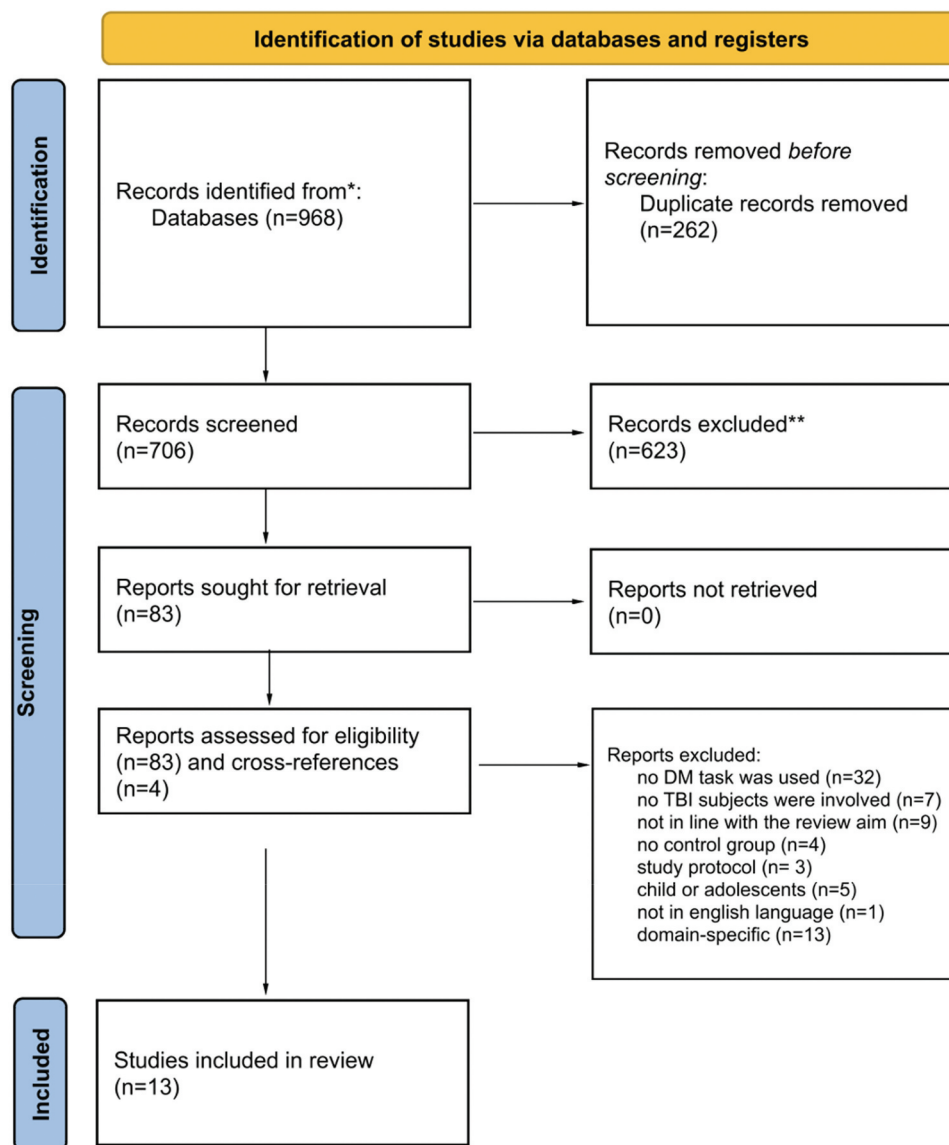 Identification of studies via databases and registers
Identification
Records identified from*:
Databases (n=968)
Records removed before
screening:
Duplicate records removed
(n=262)
Screening
Records screened
(n=706)
Records excluded**
(n=623)
Reports sought for retrieval
(n=83)
Reports not retrieved
(n=0)
Reports assessed for eligibility
(n=83) and cross-references
(n=4)
Reports excluded:
no DM task was used (n=32)
no TBI subjects were involved (n=7)
not in line with the review aim (n=9)
no control group (n=4)
study protocol (n= 3)
child or adolescents (n=5)
not in english language (n=1)
domain-specific (n=13)
Included
Studies included in review
(n=13)